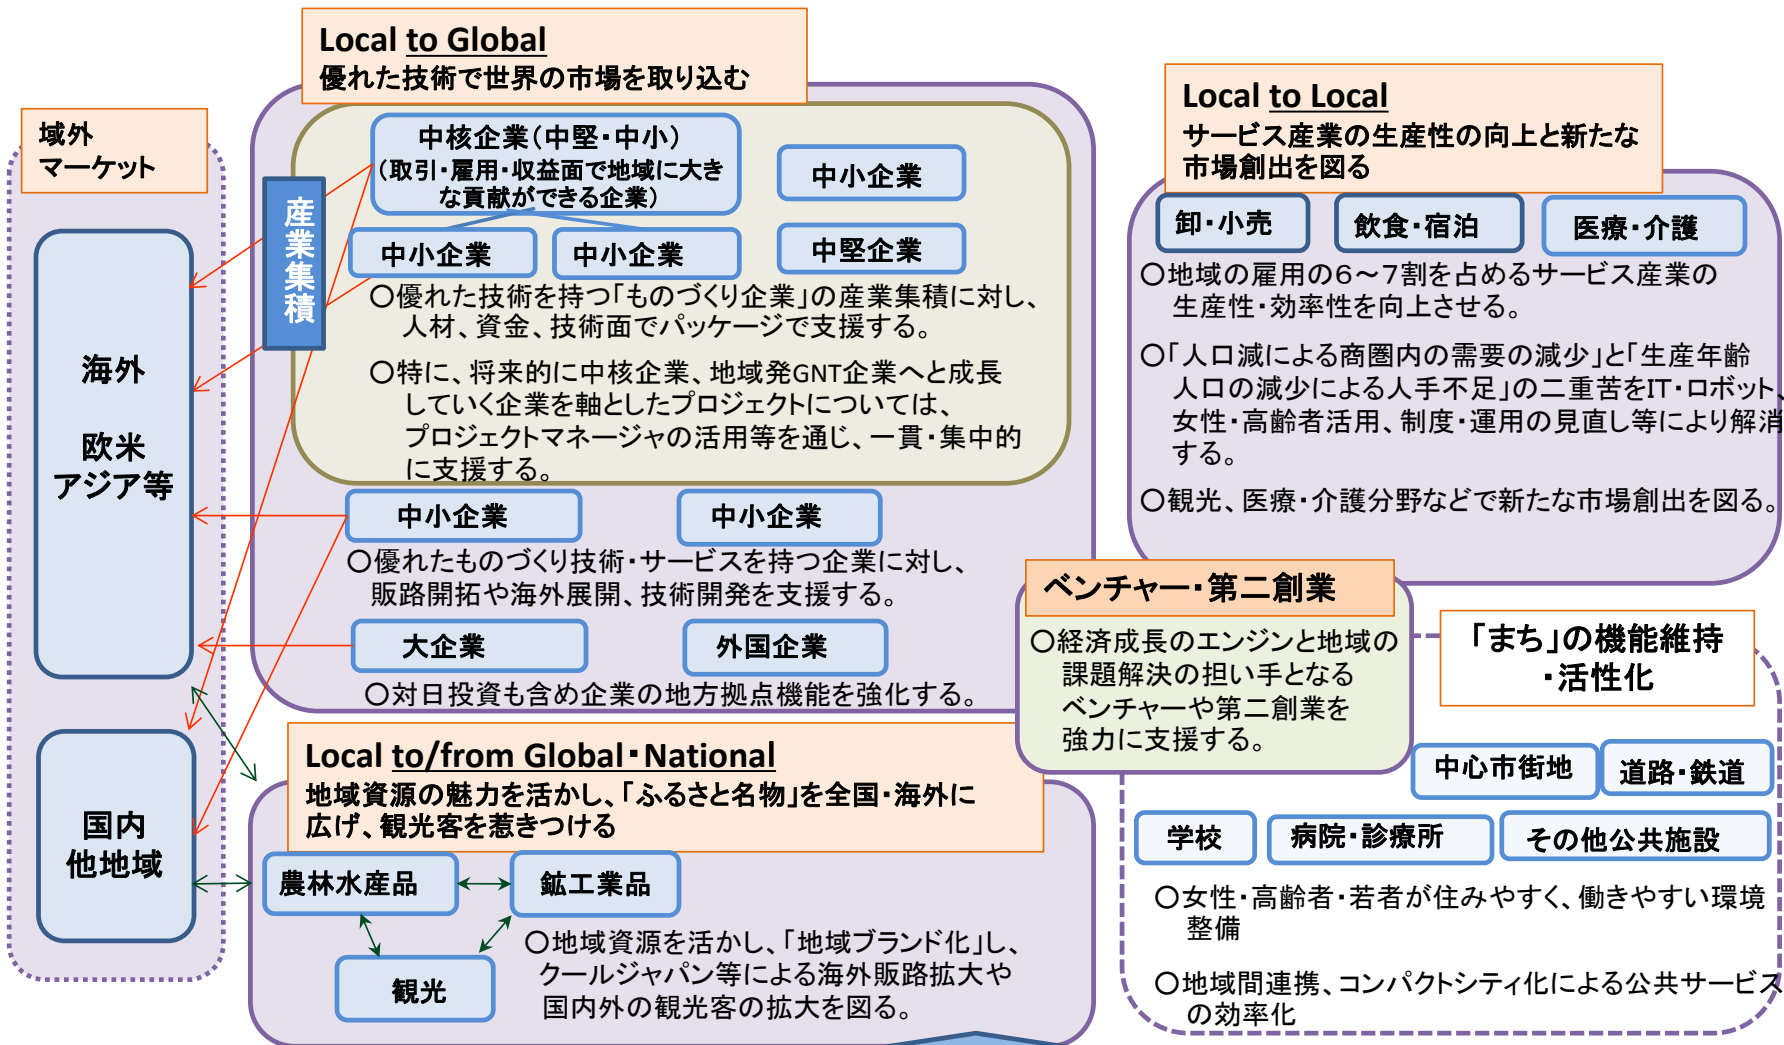 Local to Global
優れた技術で世界の市場を取り込む
域外
マーケット
海外
欧米
アジア等
国内
他地域
産業集積
中核企業(中堅・中小)
(取引・雇用・収益面で地域に大き
な貢献ができる企業)
中小企業
中小企業
中小企業
中堅企業
○優れた技術を持つ「ものづくり企業」の産業集積に対し、
人材、資金、技術面でパッケージで支援する。
○特に、将来的に中核企業、地域発GNT企業へと成長
していく企業を軸としたプロジェクトについては、
プロジェクトマネージャの活用等を通じ、一貫・集中的
に支援する。
中小企業
中小企業
○優れたものづくり技術・サービスを持つ企業に対し、
販路開拓や海外展開、技術開発を支援する。
大企業
外国企業
○対日投資も含め企業の地方拠点機能を強化する。
Local to/from Global・National
地域資源の魅力を活かし、「ふるさと名物」を全国・海外に
広げ、観光客を惹きつける
農林水産品
鉱工業品
観光
○地域資源を活かし、「地域ブランド化」し、
クールジャパン等による海外販路拡大や
国内外の観光客の拡大を図る。
Local to Local
サービス産業の生産性の向上と新たな
市場創出を図る
卸・小売
飲食・宿泊
医療・介護
○地域の雇用の6~7割を占めるサービス産業の
生産性・効率性を向上させる。
○「人口減による商圏内の需要の減少」と「生産年齢
人口の減少による人手不足」の二重苦をIT・ロボット、
女性・高齢者活用、制度・運用の見直し等により解消
する。
○観光、医療・介護分野などで新たな市場創出を図る。
ベンチャー・第二創業
○経済成長のエンジンと地域の
課題解決の担い手となる
ベンチャーや第二創業を
強力に支援する。
「まち」の機能維持
・活性化
中心市街地
道路・鉄道
学校
病院・診療所
その他公共施設
○女性・高齢者・若者が住みやすく、働きやすい環境
整備
○地域間連携、コンパクトシティ化による公共サービス
の効率化